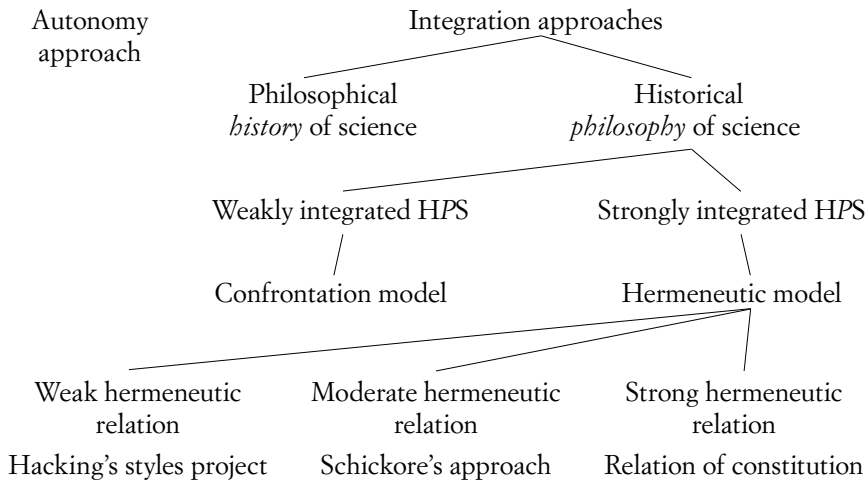 Autonomy
approach
Integration approaches
Philosophical
history of science
Historical
philosophy of science
Weakly integrated HPS
Strongly integrated HPS
Confrontation model
Hermeneutic model
Weak hermeneutic
relation
Moderate hermeneutic
relation
Strong hermeneutic
relation
Hacking's styles project
Schickore's approach
Relation of constitution